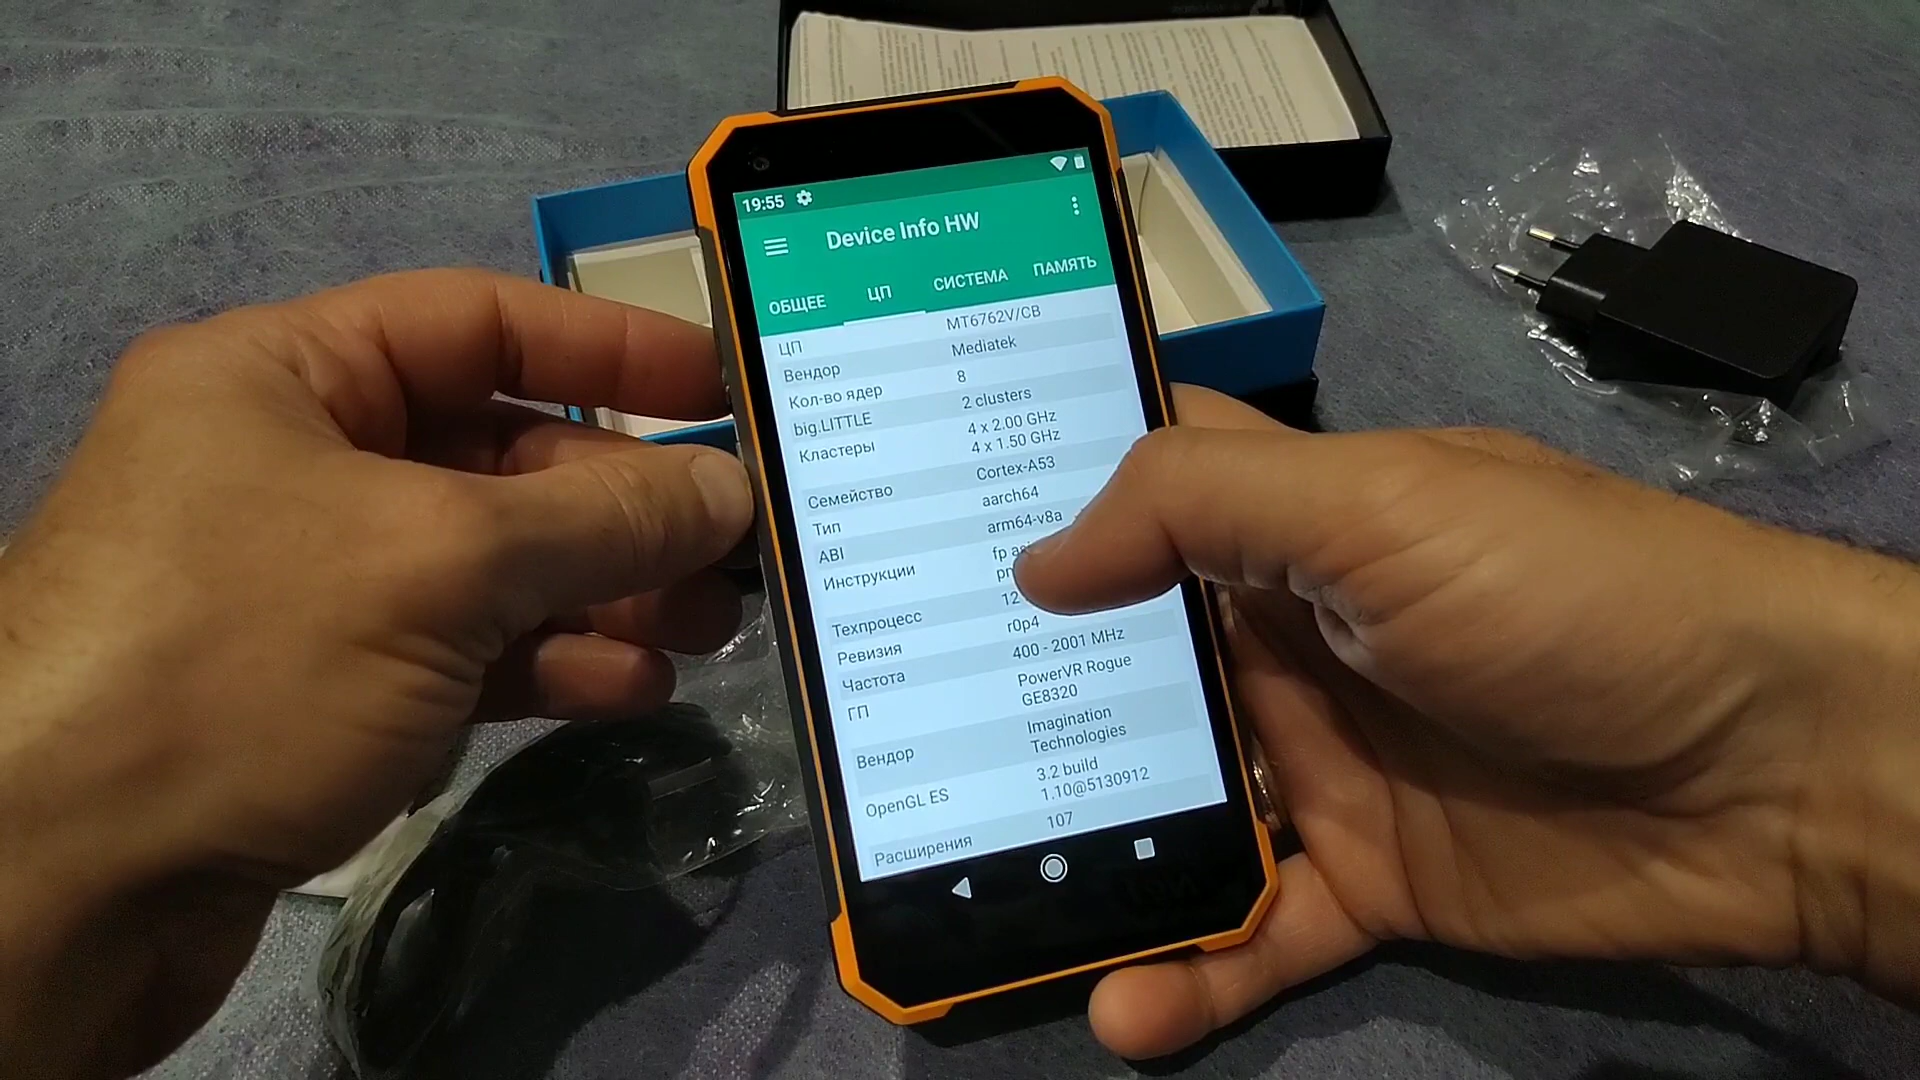 19:55
Device Info HW
ОБЩЕЕ ЦП СИСТЕМА ПАМЯТЬ
ЦП MT6762V/CB
Вендор Mediatek
Кол-во ядер 8
big.LITTLE 2 clusters
Кластеры 4 x 2.00 GHz
4 x 1.50 GHz
Семейство Cortex-A53
Тип aarch64
ABI arm64-v8a
Инструкции fp
Техпроцесс 12
Ревизия r0p4
Частота 400 - 2001 MHz
ГП PowerVR Rogue
GE8320
Вендор Imagination
Technologies
OpenGL ES 3.2 build
1.10@5130912
Расширения 107